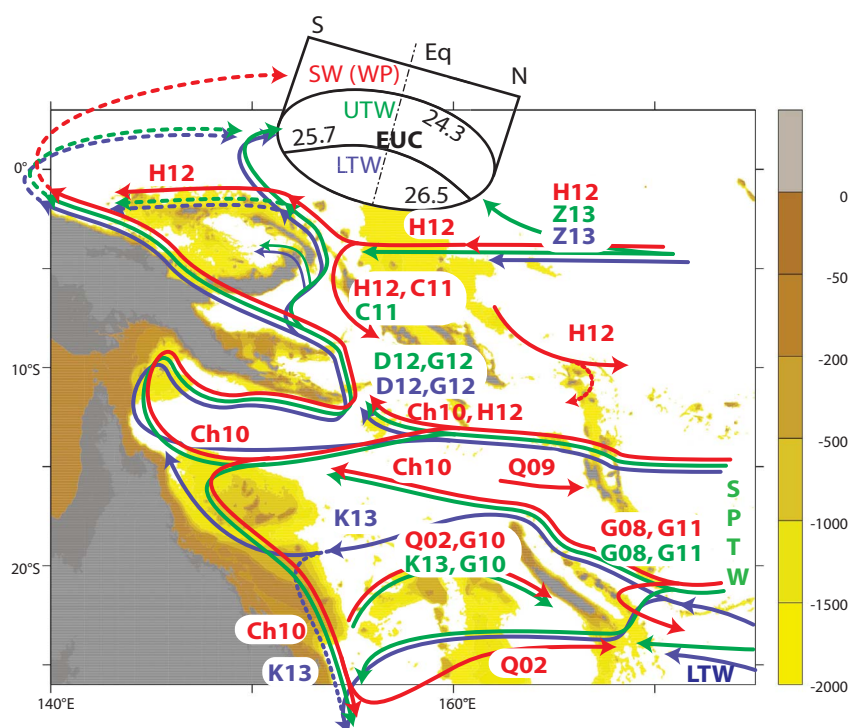 S
Eq
N
SW (WP)
UTW
24.3
25.7
EUC
LTW
26.5
0°
H12
H12
H12
Z13
Z13
0
-50
H12, C11
C11
H12
10°S
D12,G12
D12,G12
-200
Ch10, H12
Ch10
Ch10
Q09
-500
S
P
T
W
K13
Q02,G10
K13, G10
G08, G11
G08, G11
-1000
20°S
-1500
Ch10
K13
Q02
LTW
-2000
140°E
160°E